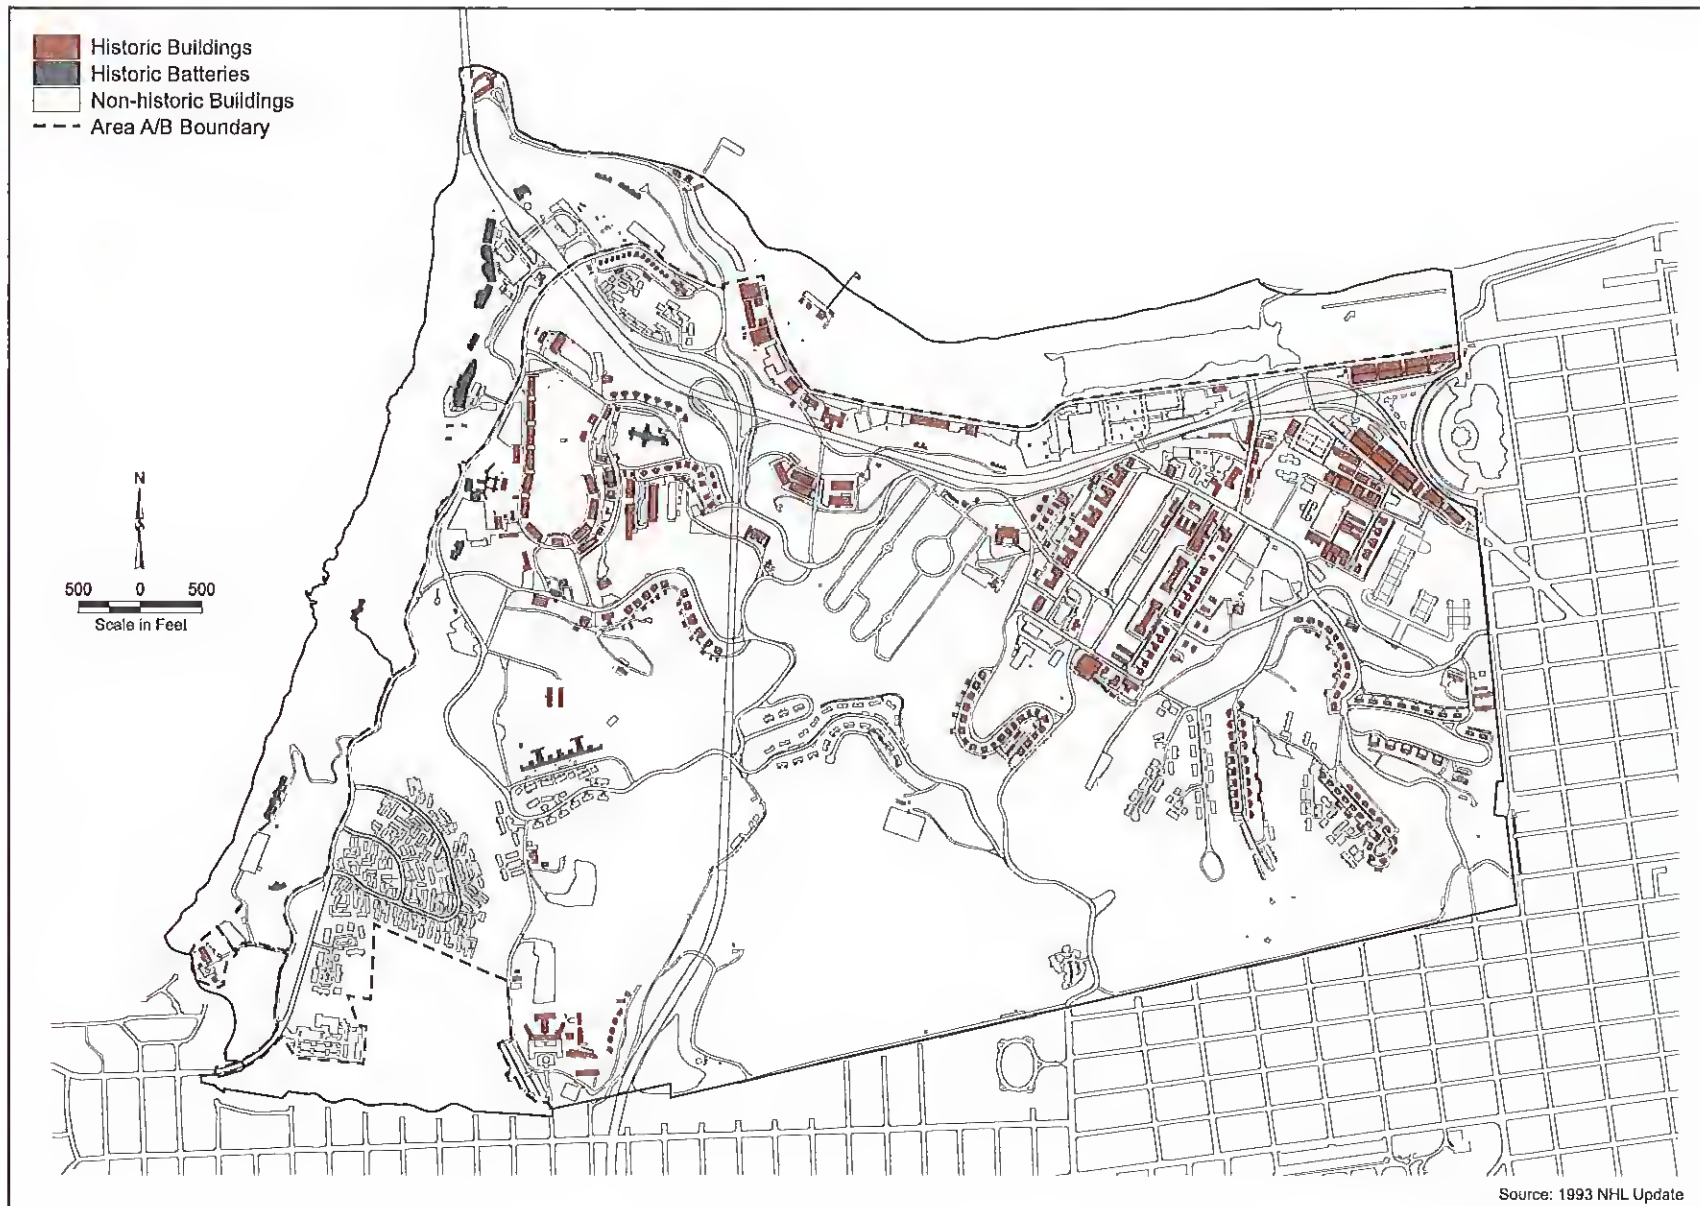 Historic Buildings
Historic Batteries
Non-historic Buildings
Area A/B Boundary
N
500 0 500
Scale in Feet
Source: 1993 NHL Update